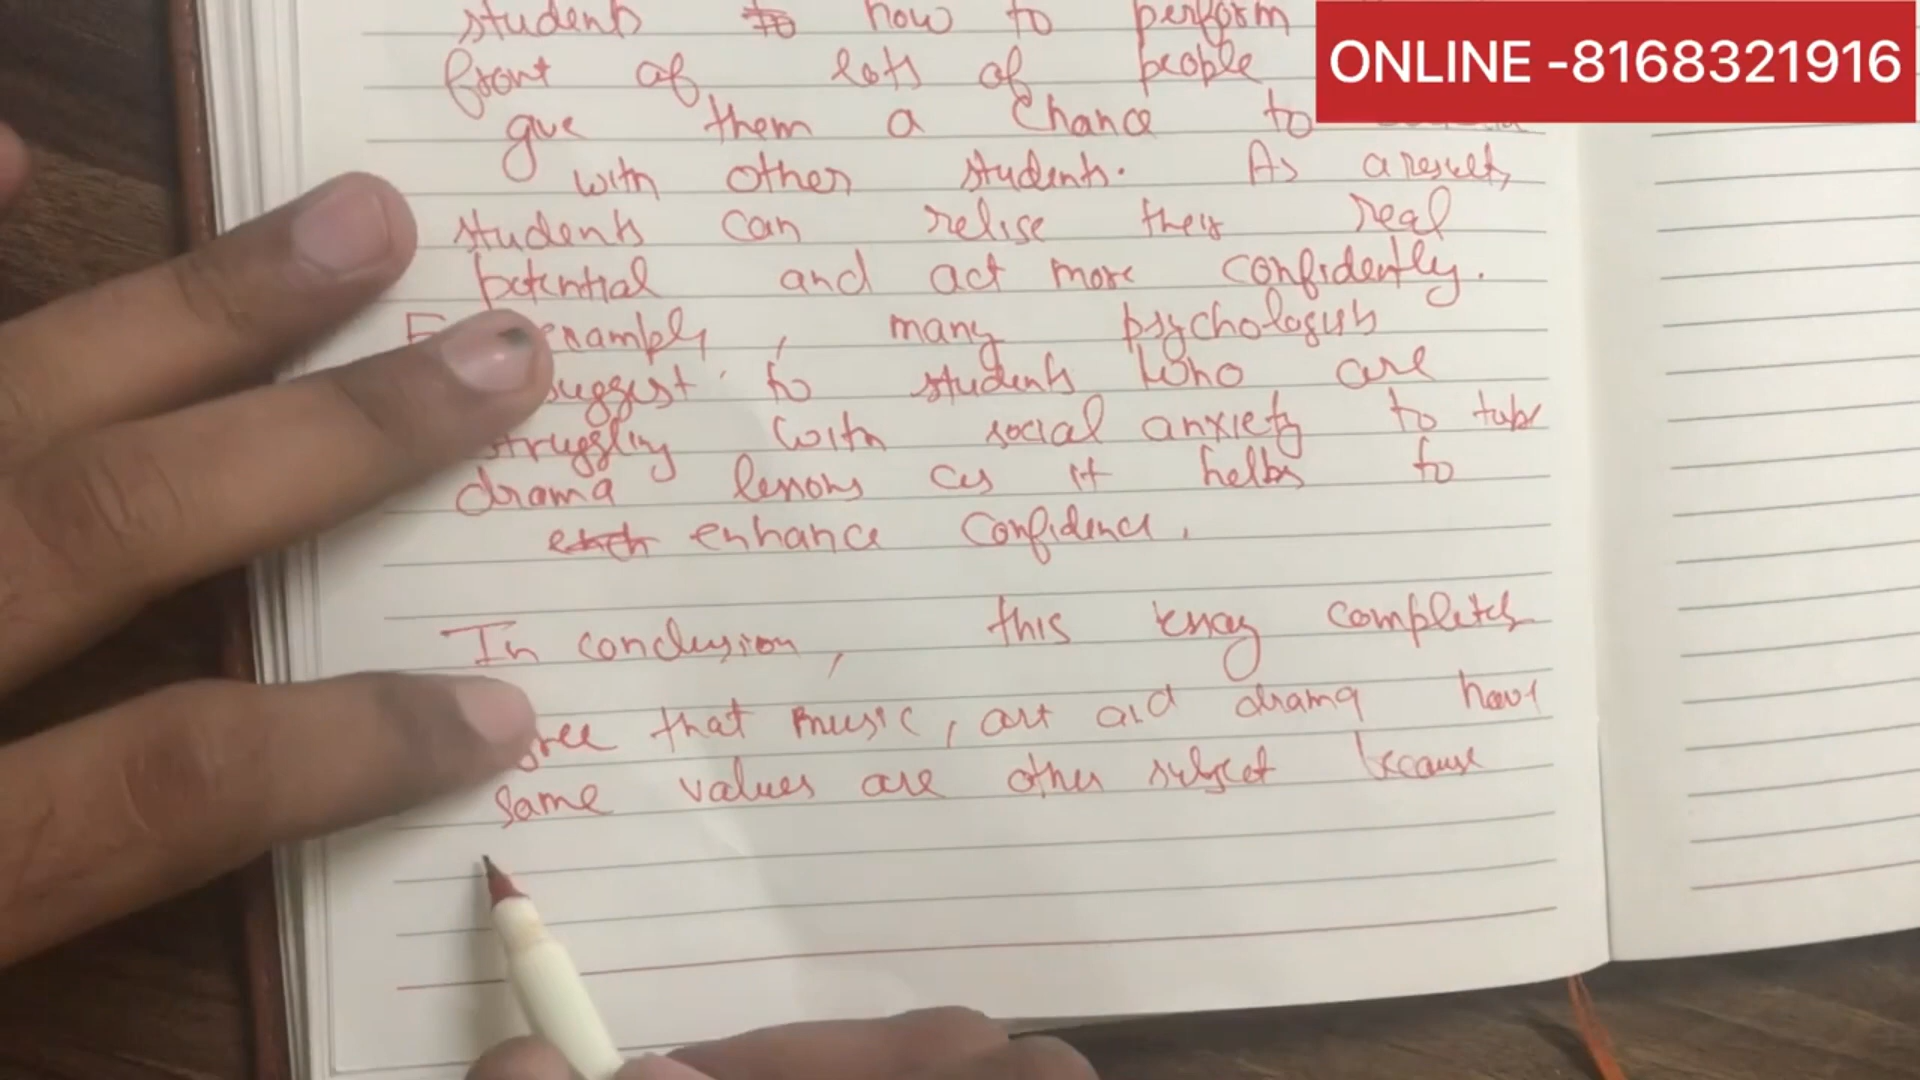 students to how to perform
ONLINE -8168321916
front of lots of people
give them a chance to
with other students. As a result,
students can relise their real
potential and act more confidently.
For example, many psychologists
suggest to students who are
struggling with social anxiety to take
drama lessons as it helps to
enhance confidence.
In conclusion, this essay completely
agree that music, art and drama have
same values are other subject because